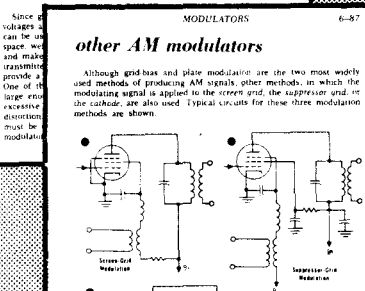 Since g
voltages a
can be us
space, wei
and make
transmitte
provide a
One of th
large enou
excessive
distortion
must be
modulator
MODULATORS 6-87
other AM modulators
Although grid-bias and plate modulation are the two most widely
used methods of producing AM signals, other methods, in which the
modulating signal is applied to the screen grid, the suppressor grid, or
the cathode, are also used. Typical circuits for these three modulation
methods are shown.
Screen-Grid
Modulation
B+
Suppressor-Grid
Modulation